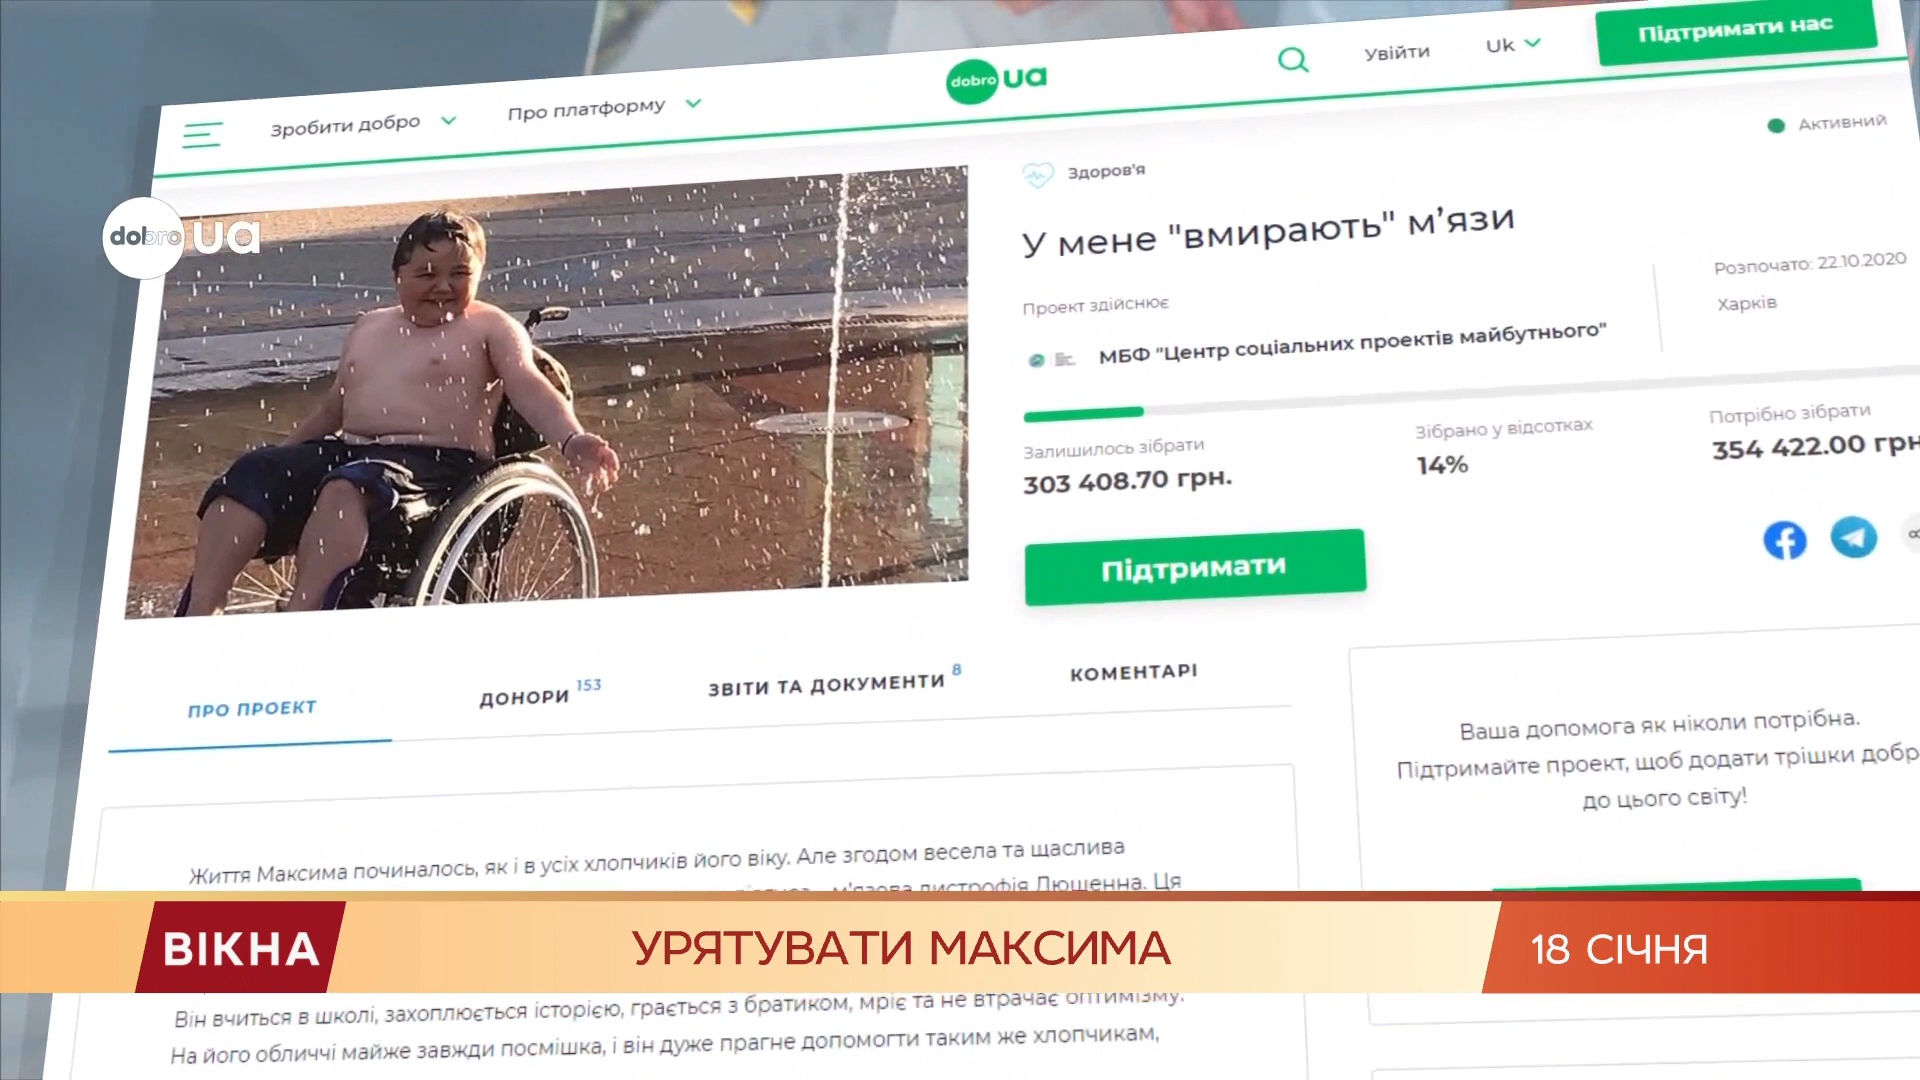 Зробити добро
Про платформу
dobro ua
Увійти
Uk
Підтримати нас
Активний
dobro ua
Здоров'я
У мене "вмирають" м’язи
Проект здійснює
МБФ "Центр соціальних проектів майбутнього"
Розпочато: 22.10.2020
Харків
Залишилось зібрати
303 408.70 грн.
Зібрано у відсотках
14%
Потрібно зібрати
354 422.00 грн
Підтримати
ПРО ПРОЕКТ
ДОНОРИ 153
ЗВІТИ ТА ДОКУМЕНТИ 8
КОМЕНТАРІ
Ваша допомога як ніколи потрібна.
Підтримайте проект, щоб додати трішки добр
до цього світу!
Життя Максима починалось, як і в усіх хлопчиків його віку. Але згодом весела та щаслива
м'язова дистрофія Дюшенна. Ця
ВІКНА
УРЯТУВАТИ МАКСИМА
18 СІЧНЯ
Він вчиться в школі, захоплюється історією, грається з братиком, мріє та не втрачає оптимізму.
На його обличчі майже завжди посмішка, і він дуже прагне допомогти таким же хлопчикам,